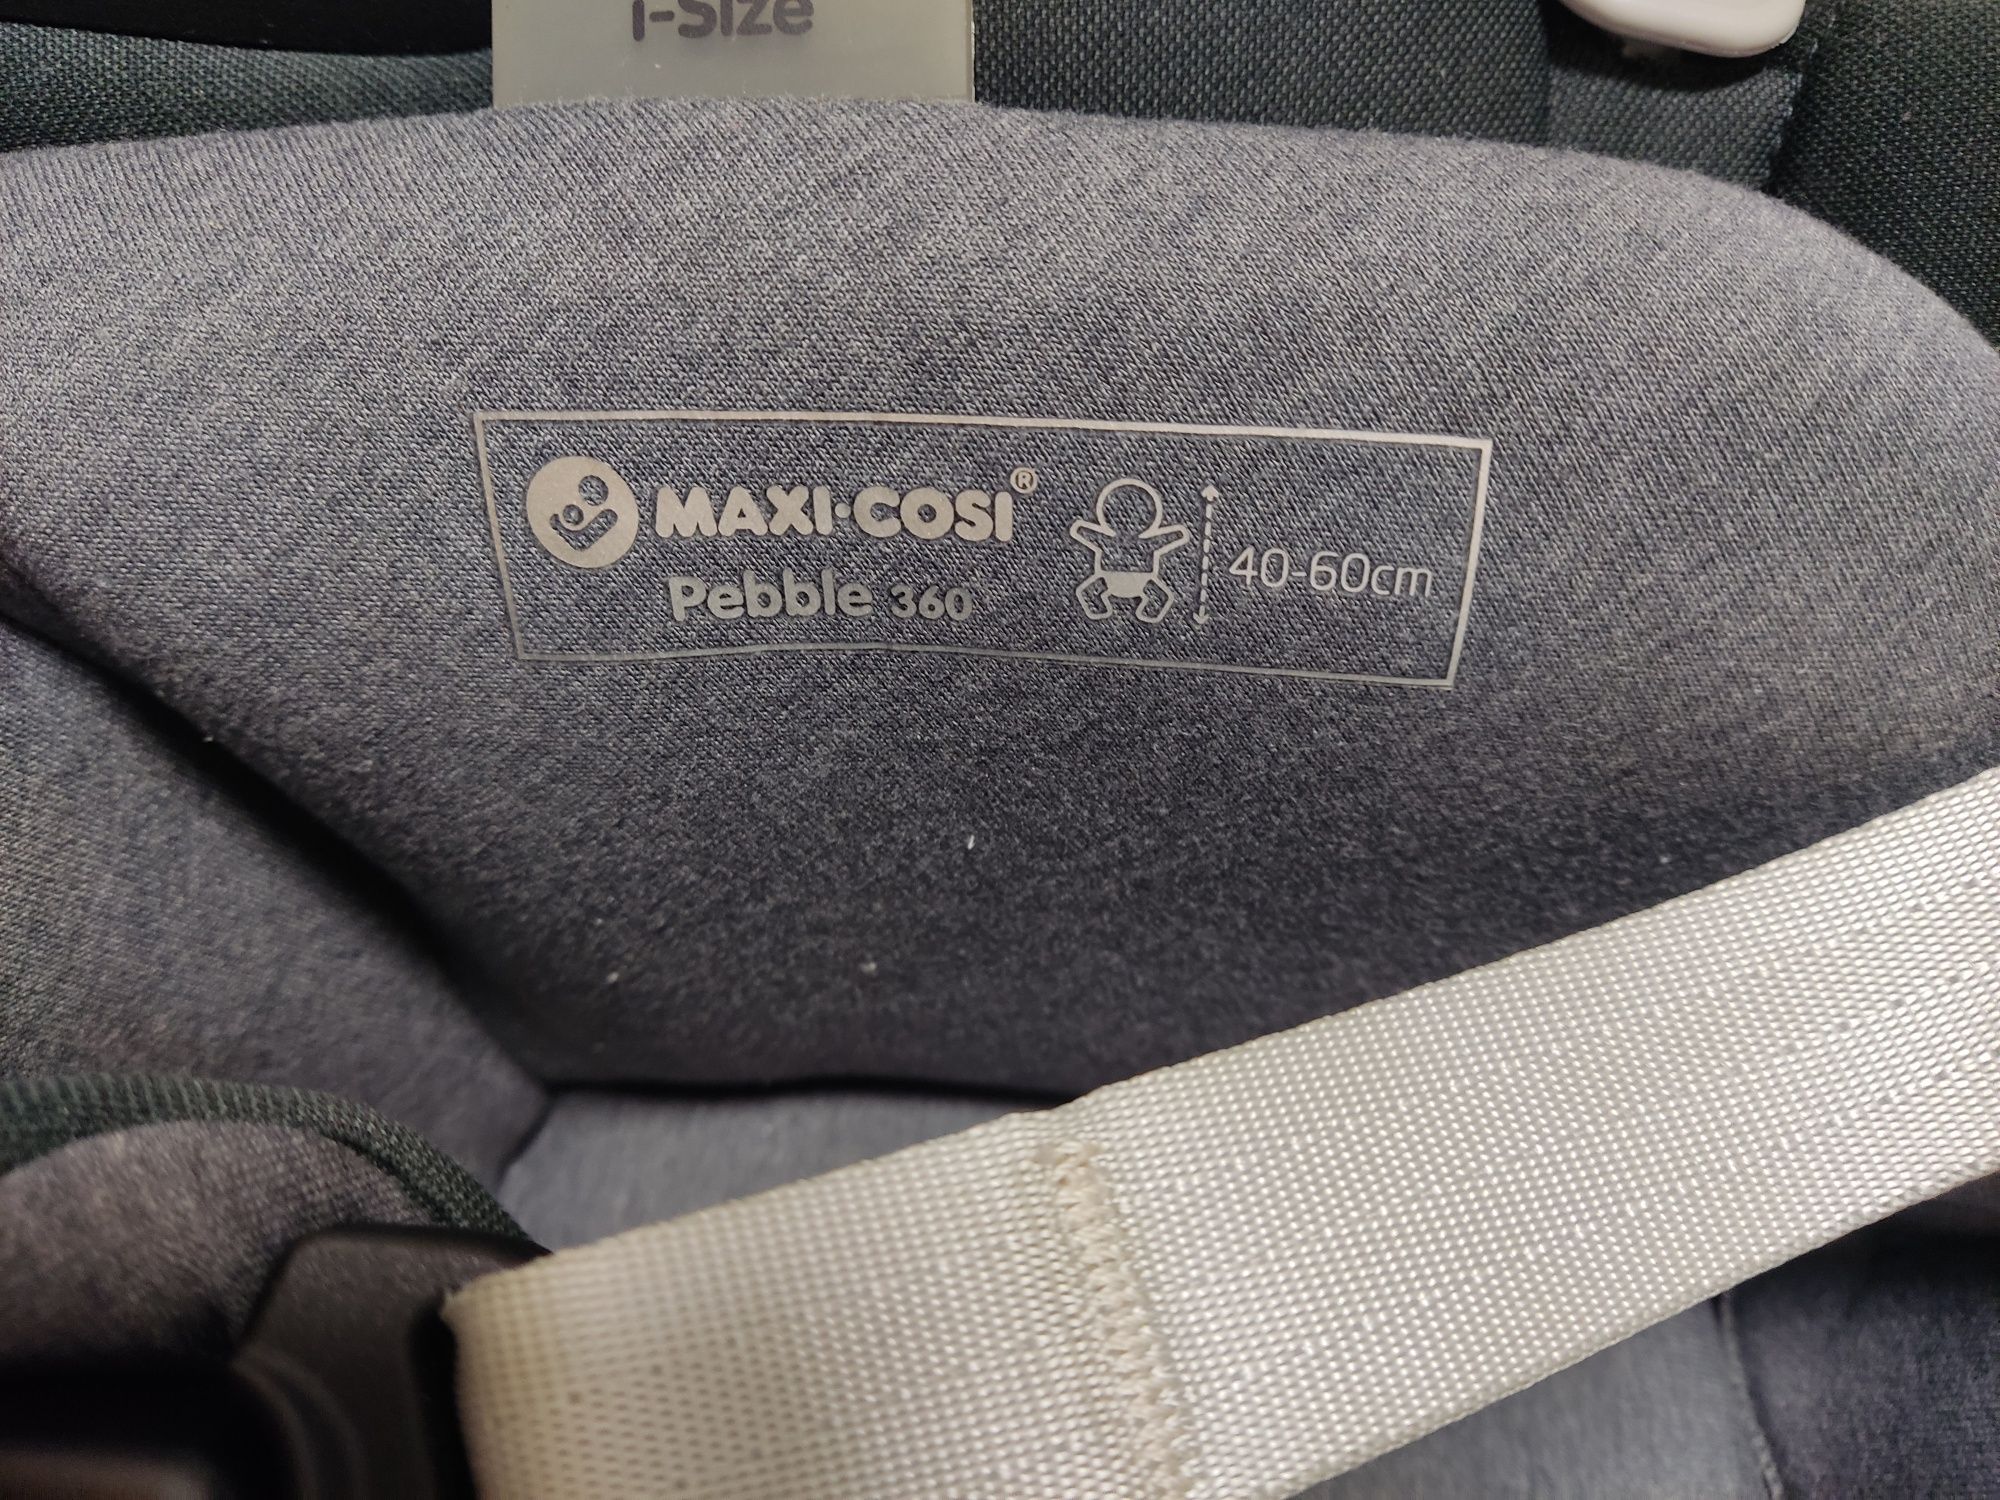 i-Size
MAXI·COSI®
Pebble 360
40-60cm